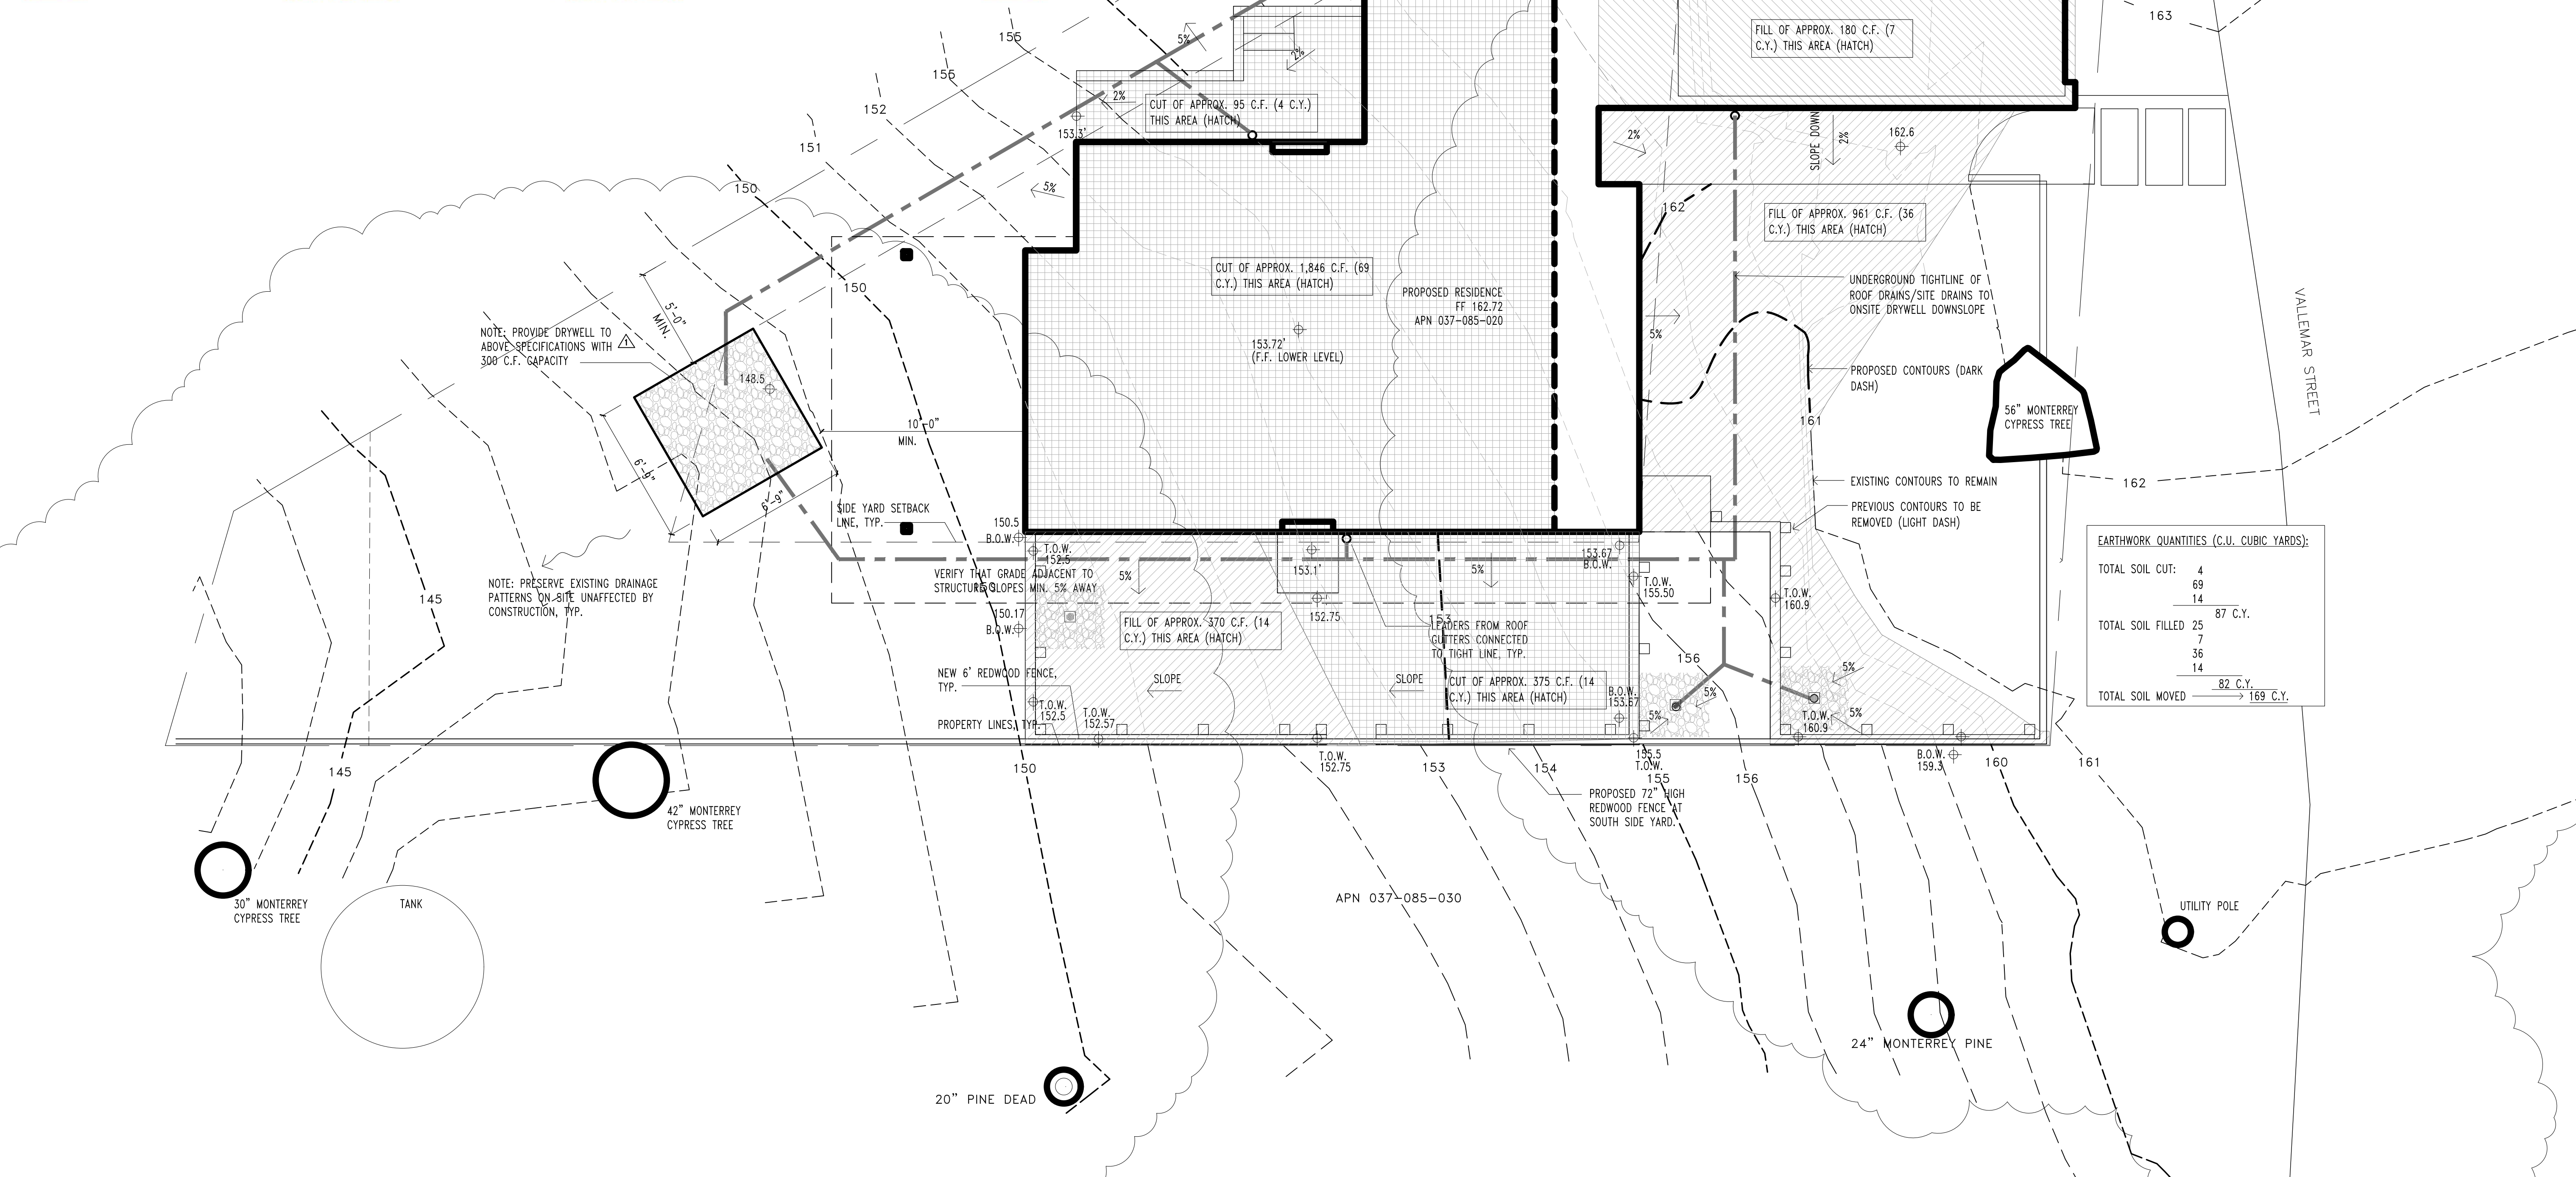 163
155
155
152
151
150
150
5%
2%
2%
CUT OF APPROX. 95 C.F. (4 C.Y.)
THIS AREA (HATCH)
153.3'
5%
FILL OF APPROX. 180 C.F. (7
C.Y.) THIS AREA (HATCH)
2%
SLOPE DOWN
2%
162.6
162
FILL OF APPROX. 961 C.F. (36
C.Y.) THIS AREA (HATCH)
CUT OF APPROX. 1,846 C.F. (69
C.Y.) THIS AREA (HATCH)
PROPOSED RESIDENCE
FF 162.72
APN 037-085-020
153.72'
(F.F. LOWER LEVEL)
5%
UNDERGROUND TIGHTLINE OF
ROOF DRAINS/SITE DRAINS TO
ONSITE DRYWELL DOWNSLOPE
VALLEMAR STREET
PROPOSED CONTOURS (DARK
DASH)
161
56" MONTERREY
CYPRESS TREE
EXISTING CONTOURS TO REMAIN
162
PREVIOUS CONTOURS TO BE
REMOVED (LIGHT DASH)
5'-0"
MIN.
NOTE: PROVIDE DRYWELL TO
ABOVE SPECIFICATIONS WITH
300 C.F. CAPACITY
1
148.5
10'-0"
MIN.
6'-9"
6'-9"
SIDE YARD SETBACK
LINE, TYP.
150.5
B.O.W.
T.O.W.
152.5
VERIFY THAT GRADE ADJACENT TO
STRUCTURE SLOPES MIN. 5% AWAY
150
5%
153.1'
5%
153.67
B.O.W.
T.O.W.
155.50
T.O.W.
160.9
NOTE: PRESERVE EXISTING DRAINAGE
PATTERNS ON SITE UNAFFECTED BY
CONSTRUCTION, TYP.
145
150.17
B.O.W.
FILL OF APPROX. 370 C.F. (14
C.Y.) THIS AREA (HATCH)
152.75
153
LEADERS FROM ROOF
GUTTERS CONNECTED
TO TIGHT LINE, TYP.
156
NEW 6' REDWOOD FENCE,
TYP.
SLOPE
SLOPE
CUT OF APPROX. 375 C.F. (14
C.Y.) THIS AREA (HATCH)
B.O.W.
153.67
5%
5%
5%
5%
PROPERTY LINES, TYP.
T.O.W.
152.5
T.O.W.
152.57
T.O.W.
160.9
EARTHWORK QUANTITIES (C.U. CUBIC YARDS):
TOTAL SOIL CUT: 4
69
14
87 C.Y.
TOTAL SOIL FILLED 25
7
36
14
82 C.Y.
TOTAL SOIL MOVED 169 C.Y.
145
150
T.O.W.
152.75
153
154
155.5
T.O.W.
155
156
B.O.W.
159.3
160
161
PROPOSED 72" HIGH
REDWOOD FENCE AT
SOUTH SIDE YARD.
42" MONTERREY
CYPRESS TREE
30" MONTERREY
CYPRESS TREE
TANK
APN 037-085-030
UTILITY POLE
24" MONTERREY PINE
20" PINE DEAD